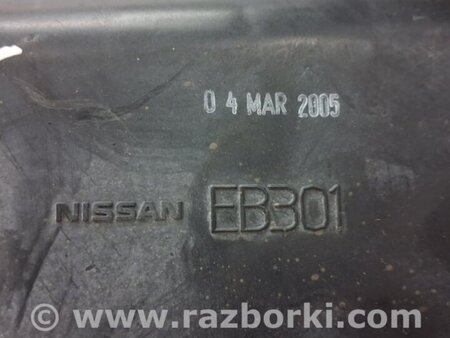 0 4 MAR 2005
NISSAN EB301
© www.razborki.com